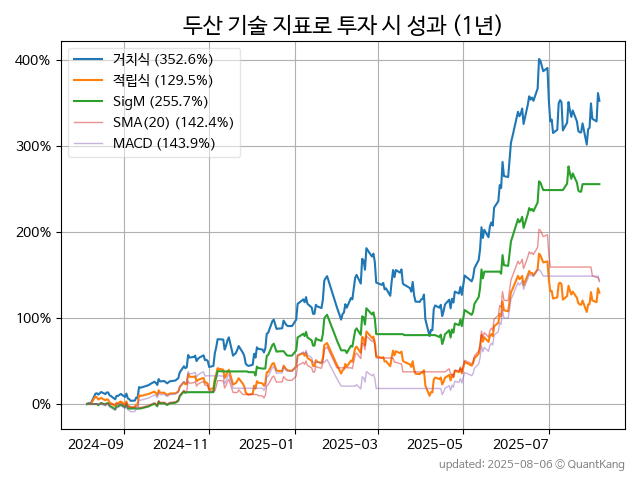 두산 기술 지표로 투자 시 성과 (1년)
400%
300%
200%
100%
0%
거치식 (352.6%)
적립식 (129.5%)
SigM (255.7%)
SMA(20) (142.4%)
MACD (143.9%)
2024-09
2024-11
2025-01
2025-03
2025-05
2025-07
updated: 2025-08-06 © QuantKang